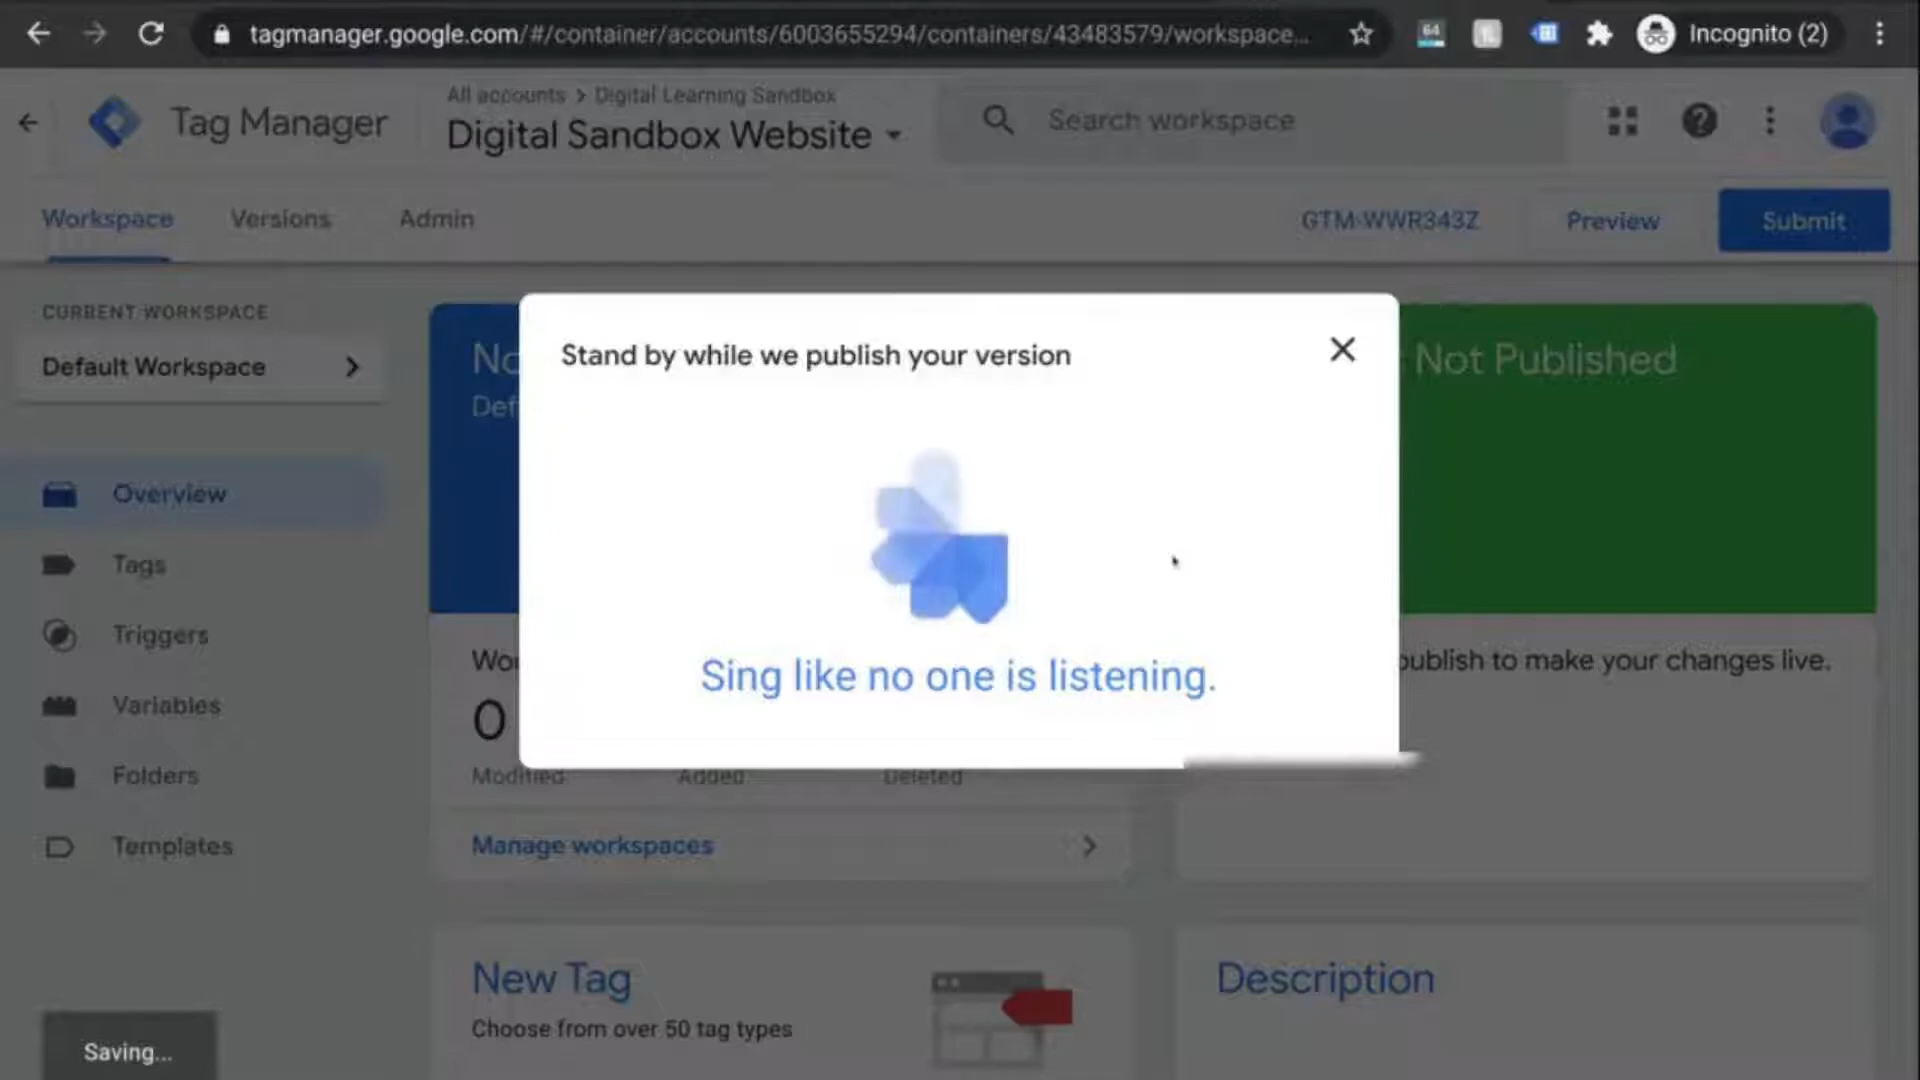 tagmanager.google.com/#/container/accounts/6003655294/containers/43483579/workspace...
64
Incognito (2)
Tag Manager
All accounts > Digital Learning Sandbox
Digital Sandbox Website
Search workspace
Workspace
Versions
Admin
GTM-WWR343Z
Preview
Submit
CURRENT WORKSPACE
Default Workspace
Overview
Tags
Triggers
Variables
Folders
Templates
Stand by while we publish your version
Sing like no one is listening.
Not Published
publish to make your changes live.
0
Modified
Added
Deleted
Manage workspaces
New Tag
Choose from over 50 tag types
Description
Saving...